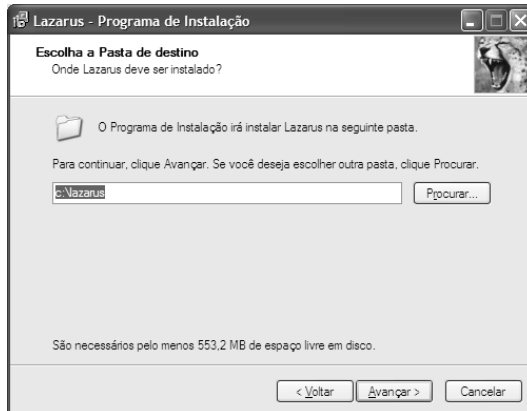 Lazarus - Programa de Instalação
Escolha a Pasta de destino
Onde Lazarus deve ser instalado?
O Programa de Instalação irá instalar Lazarus na seguinte pasta.
Para continuar, clique Avançar. Se você deseja escolher outra pasta, clique Procurar.
c:\lazarus
Procurar...
São necessários pelo menos 553,2 MB de espaço livre em disco.
< Voltar
Avançar >
Cancelar